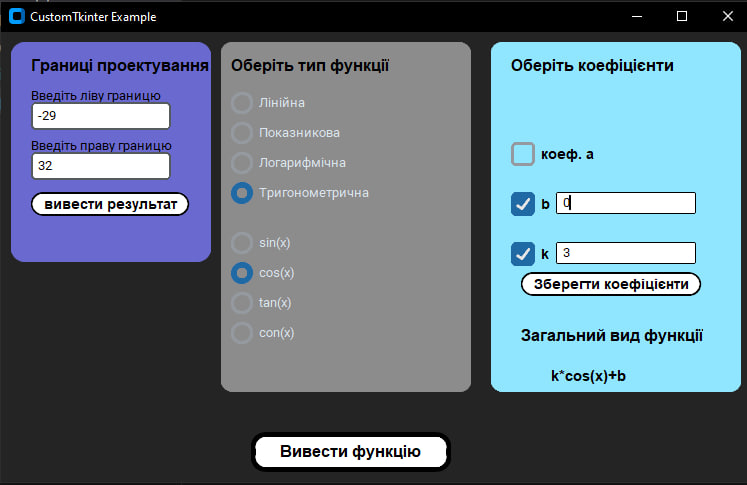 CustomTkinter Example
Границі проектування
Введіть ліву границю
-29
Введіть праву границю
32
вивести результат
Оберіть тип функції
Лінійна
Показникова
Логарифмічна
Тригонометрична
sin(x)
cos(x)
tan(x)
con(x)
Оберіть коефіцієнти
коеф. a
b 0
k 3
Зберегти коефіцієнти
Загальний вид функції
k*cos(x)+b
Вивести функцію